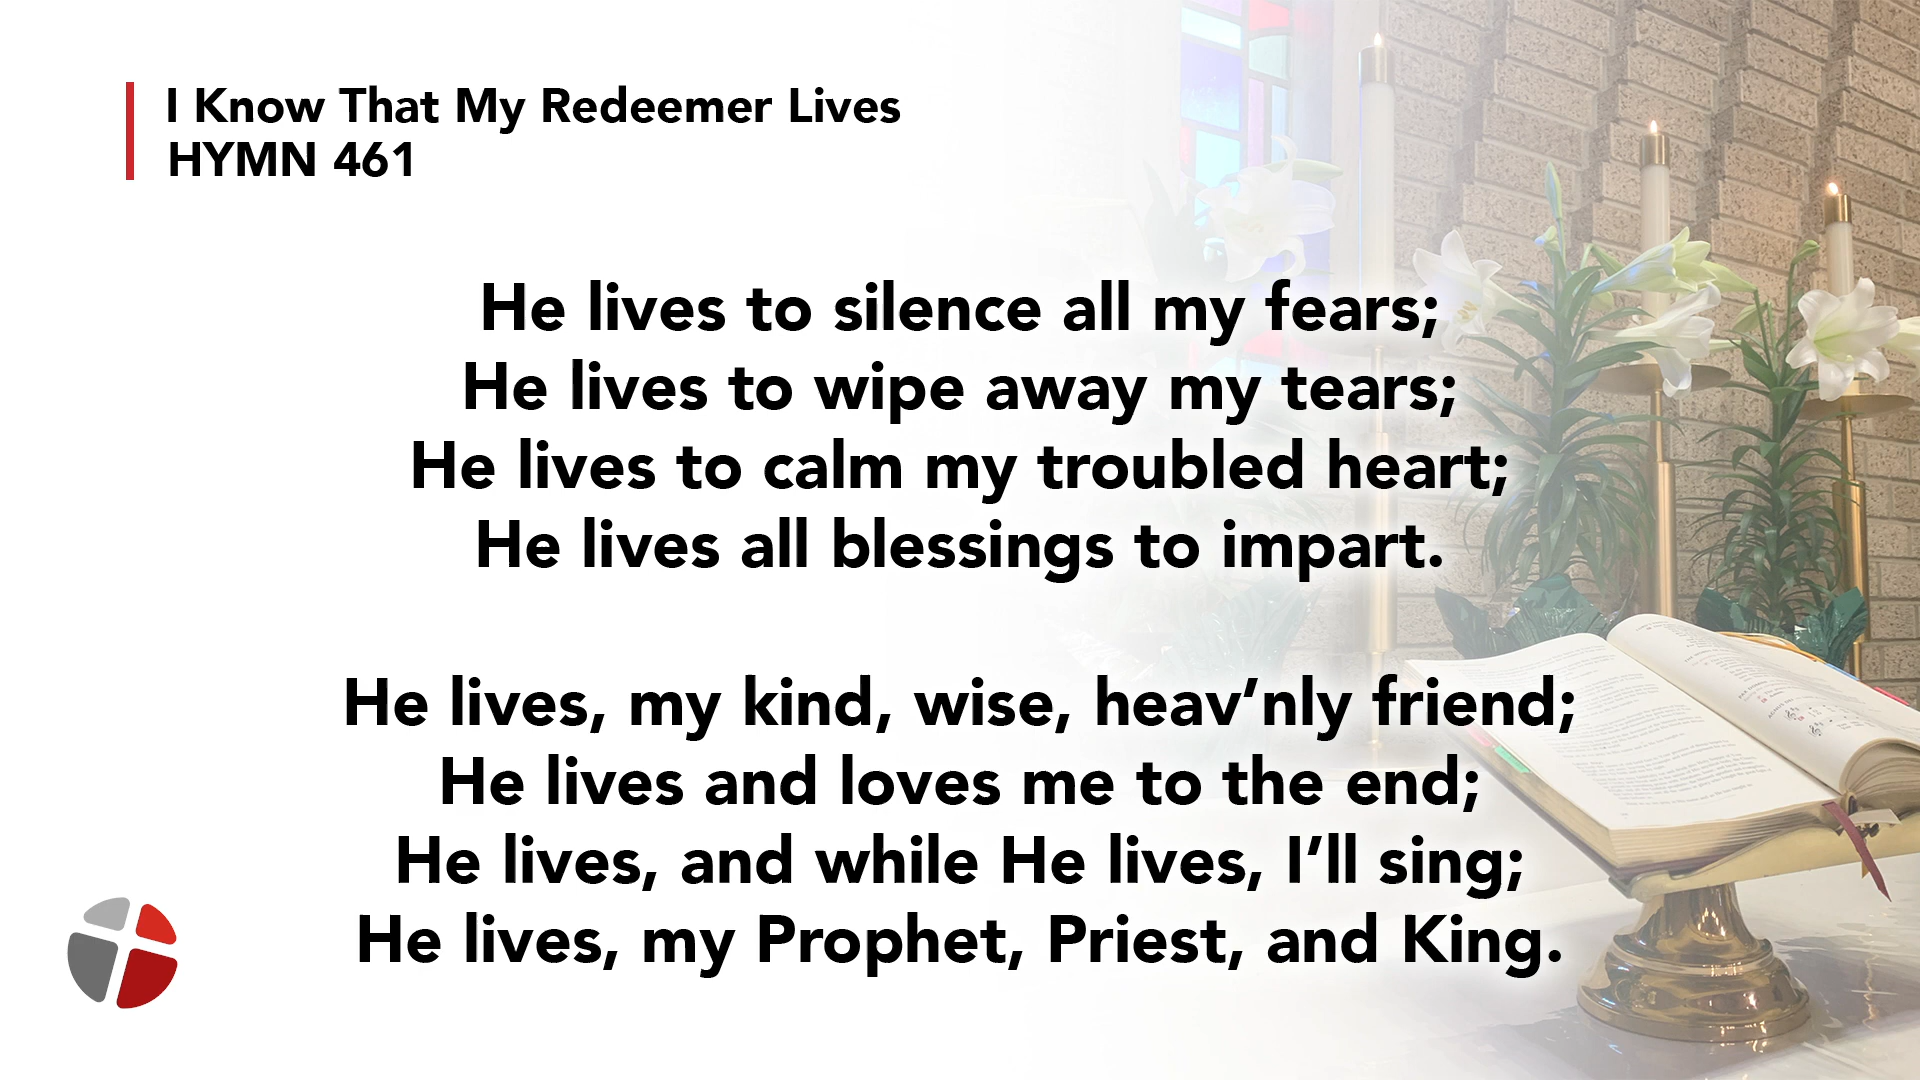 I Know That My Redeemer Lives
HYMN 461
He lives to silence all my fears;
He lives to wipe away my tears;
He lives to calm my troubled heart;
He lives all blessings to impart.
He lives, my kind, wise, heav’nly friend;
He lives and loves me to the end;
He lives, and while He lives, I’ll sing;
He lives, my Prophet, Priest, and King.